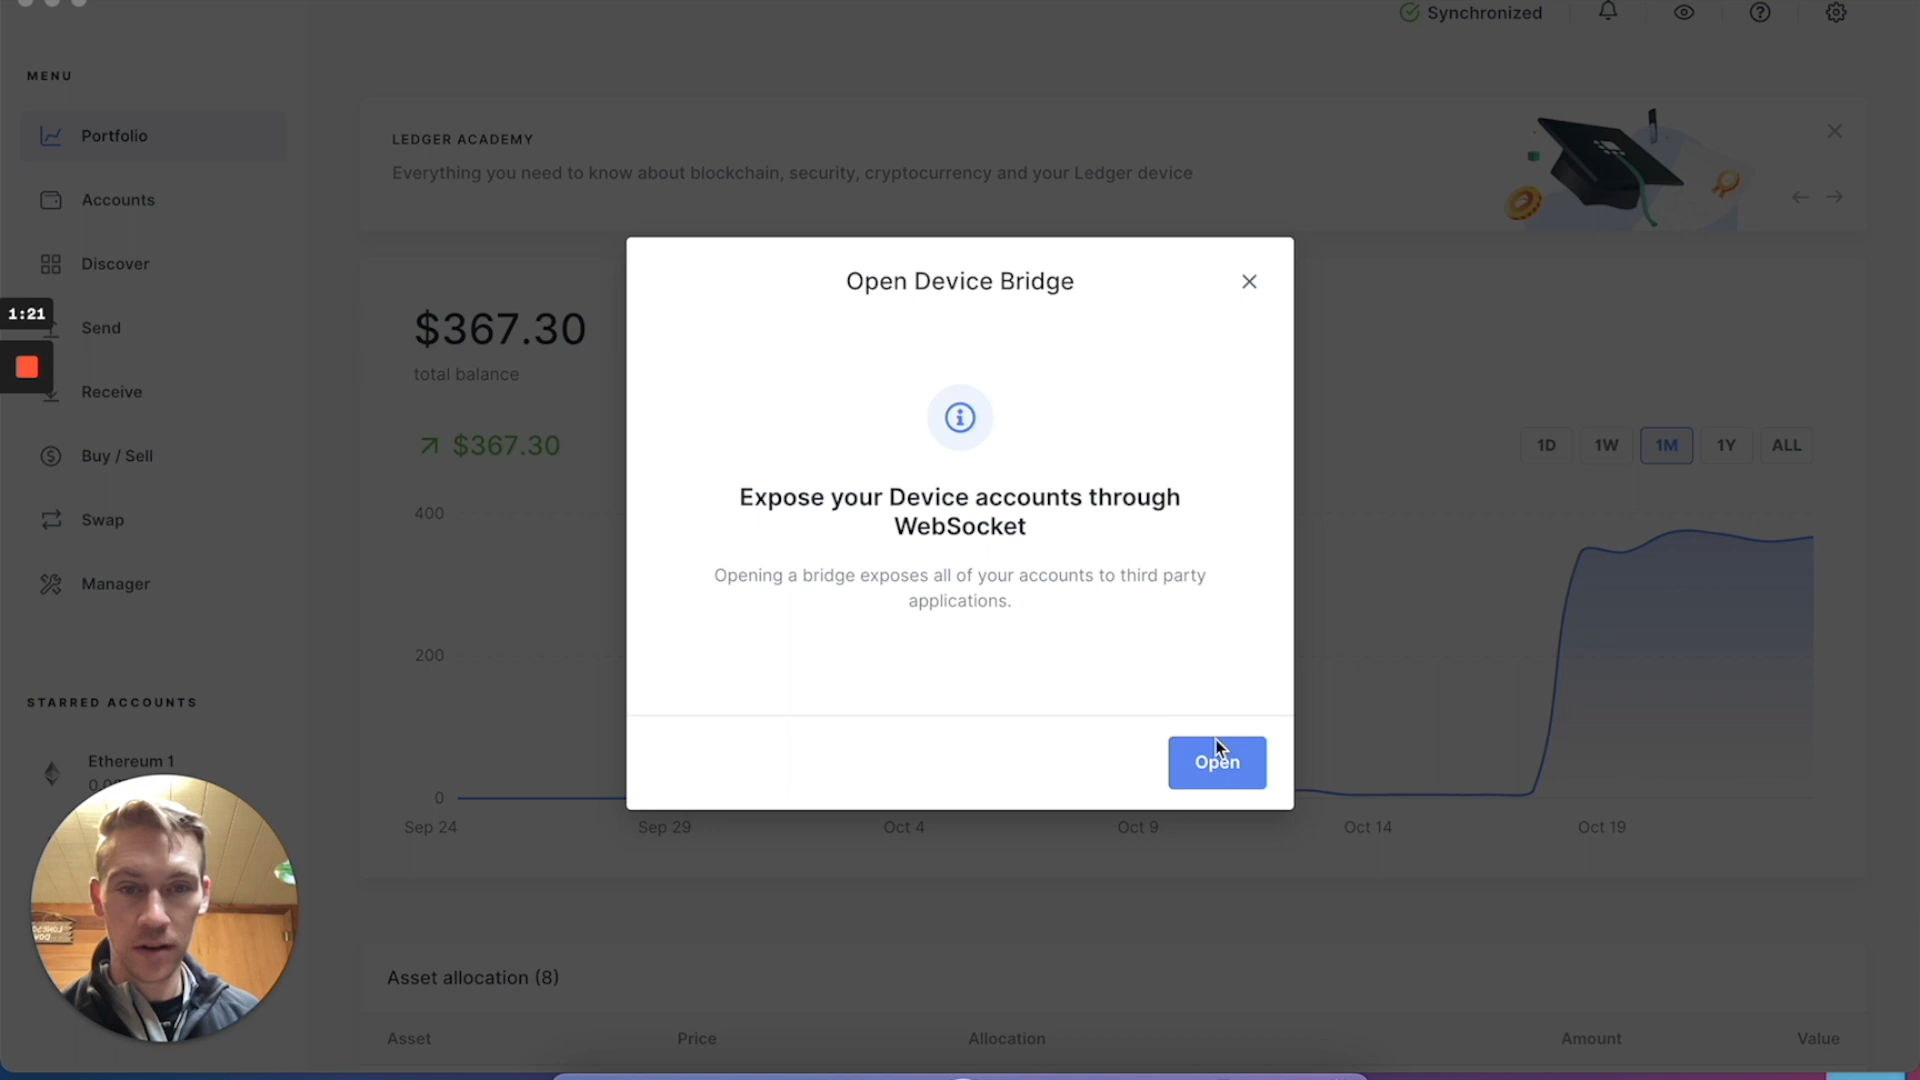 Synchronized
MENU
Portfolio
Accounts
Discover
1:21
Send
Receive
Buy / Sell
Swap
Manager
STARRED ACCOUNTS
Ethereum 1
LEDGER ACADEMY
Everything you need to know about blockchain, security, cryptocurrency and your Ledger device
$367.30
total balance
$367.30
1D 1W 1M 1Y ALL
400
200
0
Sep 24 Sep 29 Oct 4 Oct 9 Oct 14 Oct 19
Open Device Bridge
Expose your Device accounts through
WebSocket
Opening a bridge exposes all of your accounts to third party
applications.
Open
Asset allocation (8)
Asset Price Allocation Amount Value